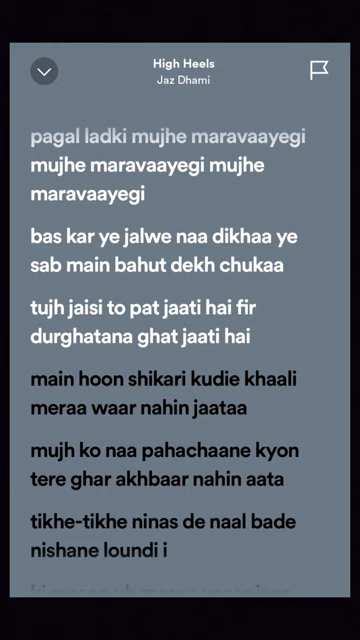 High Heels
Jaz Dhami
pagal ladki mujhe maravaayegi
mujhe maravaayegi mujhe
maravaayegi
bas kar ye jalwe naa dikhaa ye
sab main bahut dekh chukaa
tujh jaisi to pat jaati hai fir
durghatana ghat jaati hai
main hoon shikari kudie khaali
meraa waar nahin jaataa
mujh ko naa pahachaane kyon
tere ghar akhbaar nahin aata
tikhe-tikhe ninas de naal bade
nishane loundi i